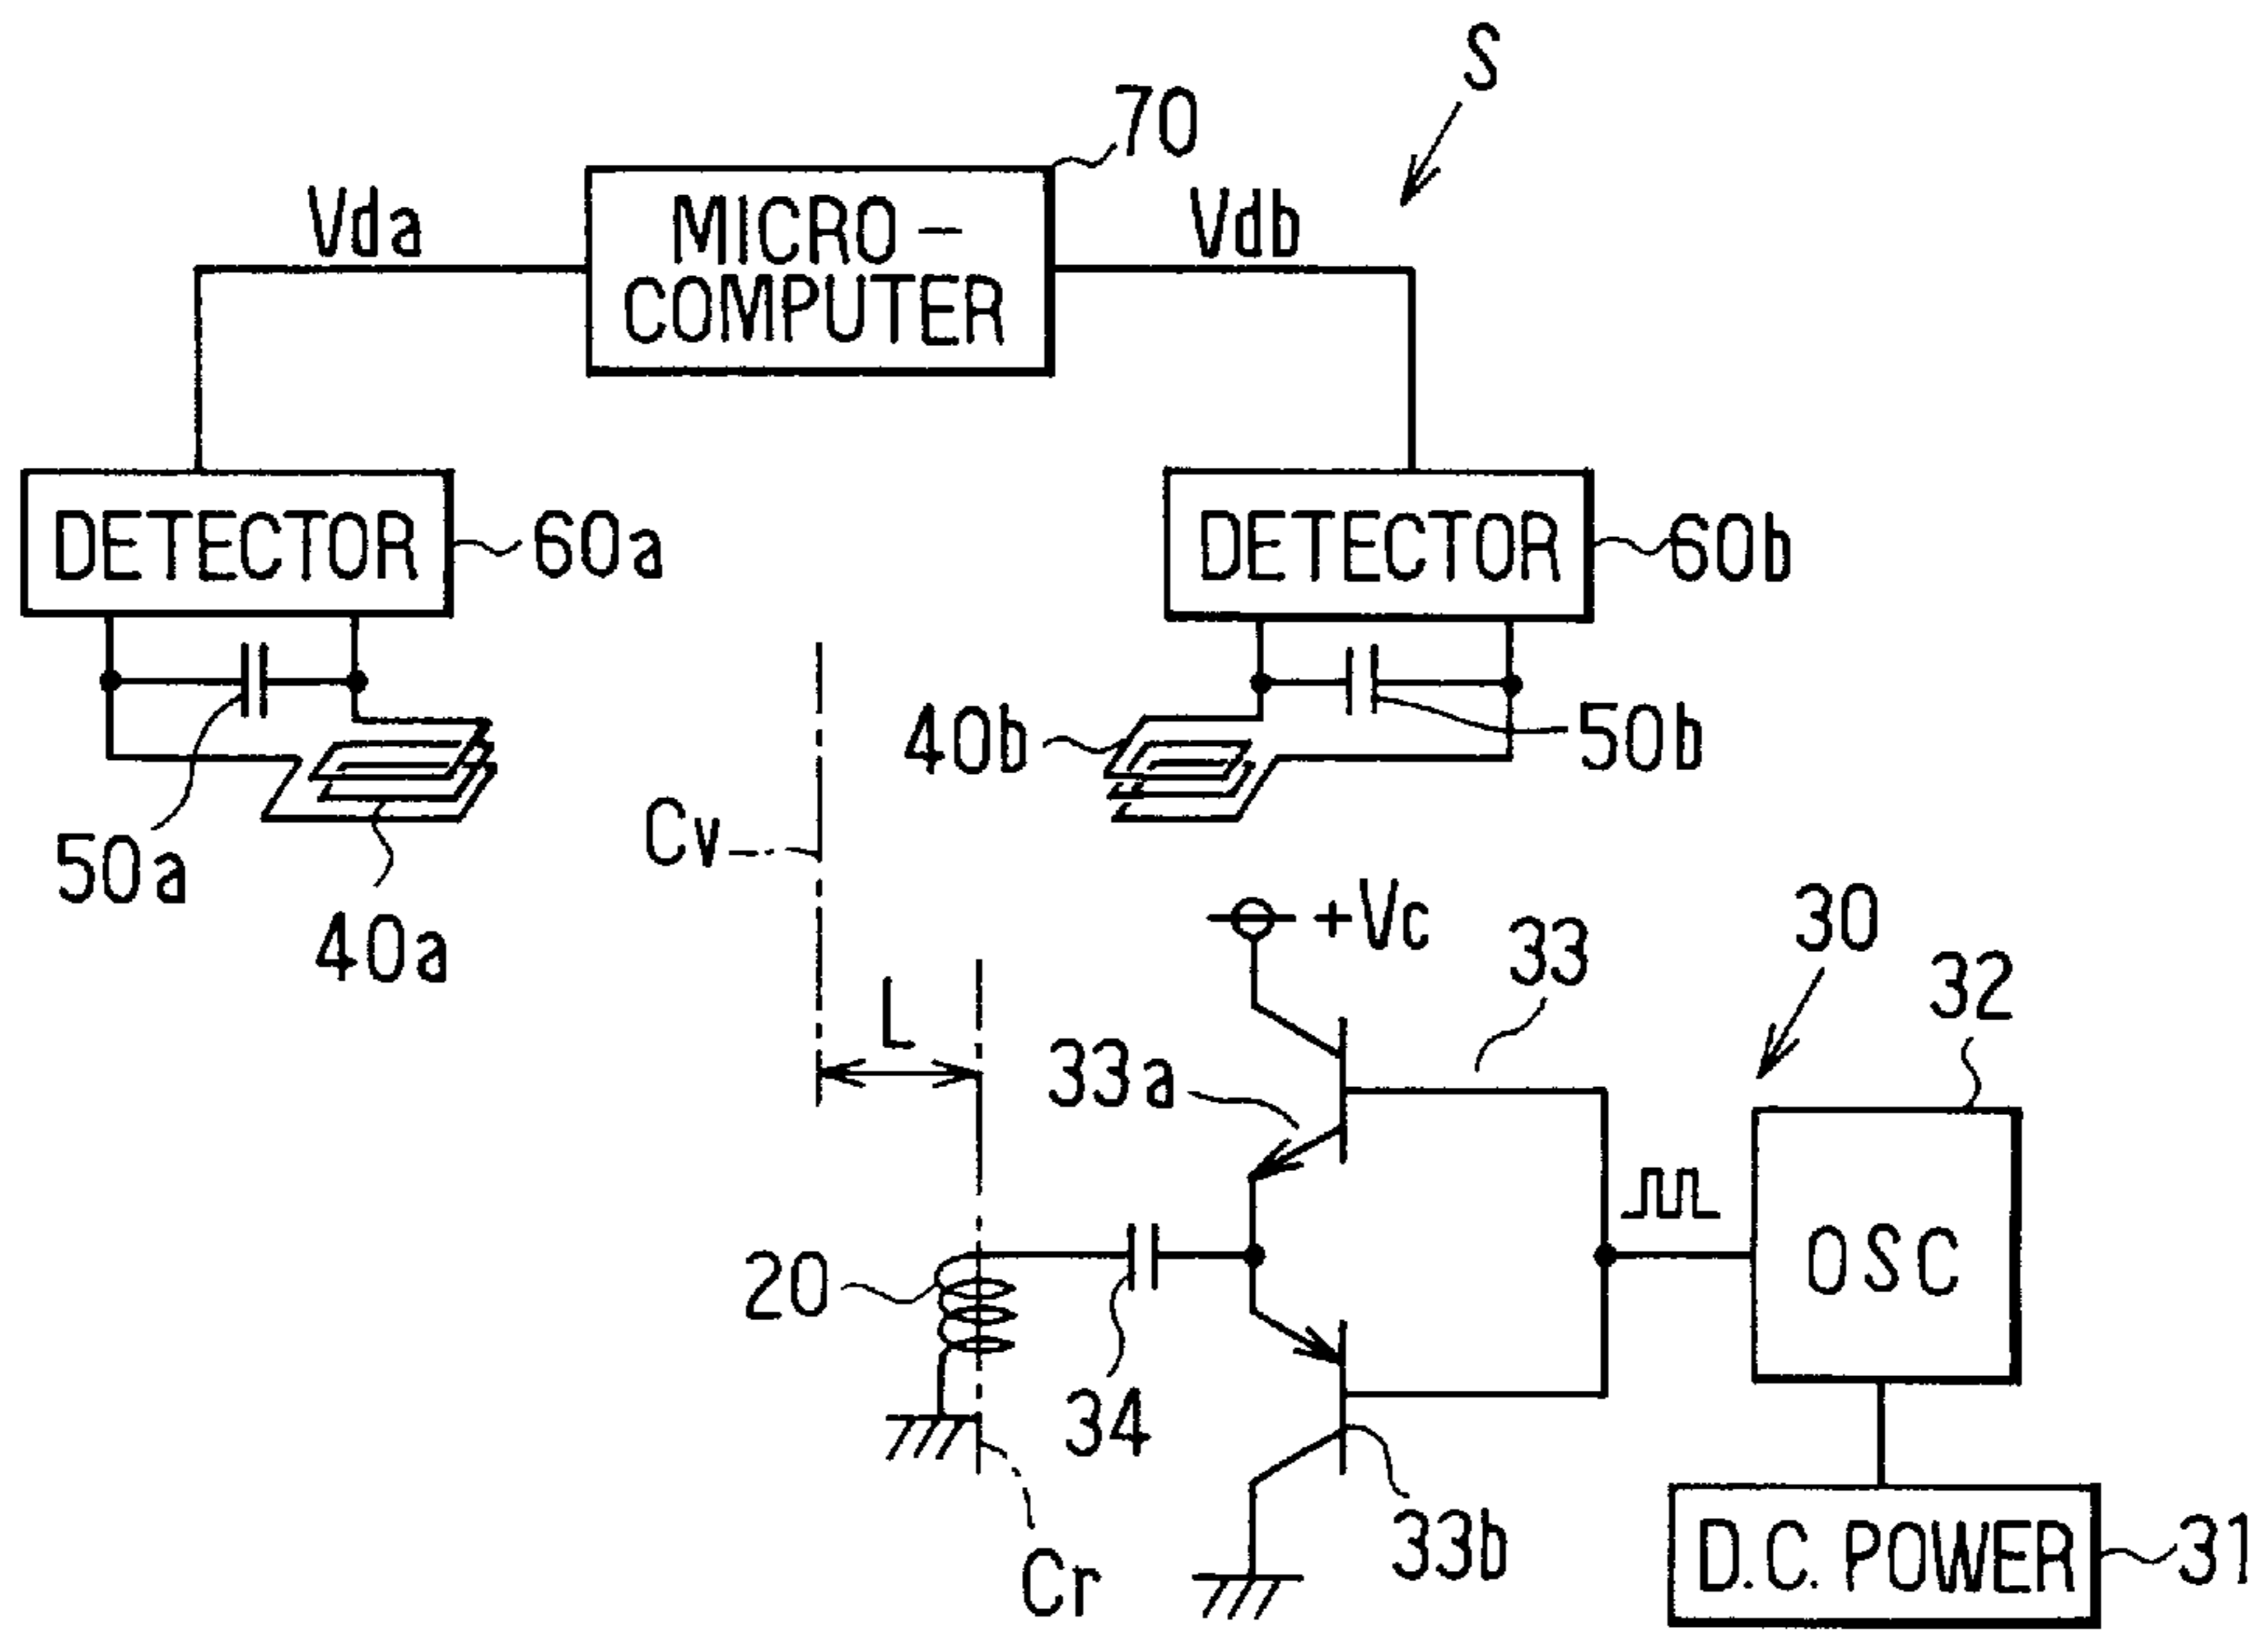 S
70
Vda
MICRO-
COMPUTER
Vdb
DETECTOR
60a
DETECTOR
60b
50a
40a
40b
50b
Cv
L
+Vc
33
30
32
33a
20
34
OSC
33b
Cr
D.C. POWER
31